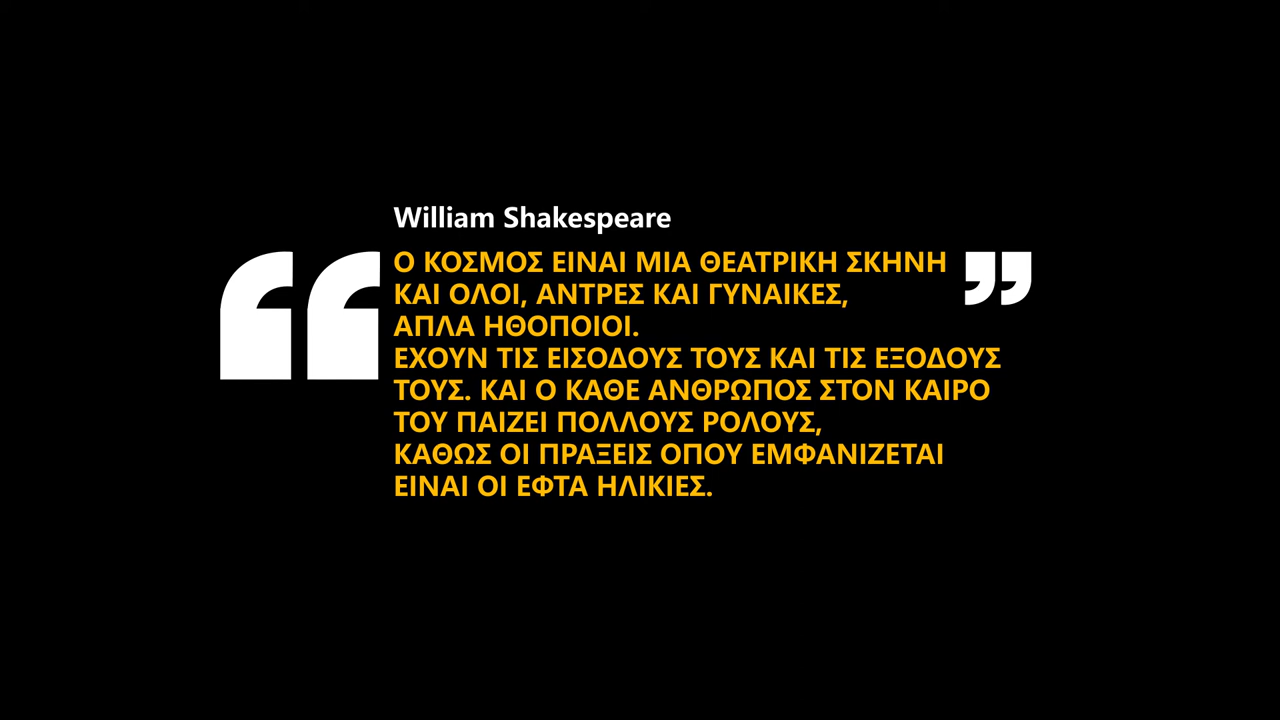 William Shakespeare
“ Ο ΚΟΣΜΟΣ ΕΙΝΑΙ ΜΙΑ ΘΕΑΤΡΙΚΗ ΣΚΗΝΗ ”
ΚΑΙ ΟΛΟΙ, ΑΝΤΡΕΣ ΚΑΙ ΓΥΝΑΙΚΕΣ,
ΑΠΛΑ ΗΘΟΠΟΙΟΙ.
ΕΧΟΥΝ ΤΙΣ ΕΙΣΟΔΟΥΣ ΤΟΥΣ ΚΑΙ ΤΙΣ ΕΞΟΔΟΥΣ
ΤΟΥΣ. ΚΑΙ Ο ΚΑΘΕ ΑΝΘΡΩΠΟΣ ΣΤΟΝ ΚΑΙΡΟ
ΤΟΥ ΠΑΙΖΕΙ ΠΟΛΛΟΥΣ ΡΟΛΟΥΣ,
ΚΑΘΩΣ ΟΙ ΠΡΑΞΕΙΣ ΟΠΟΥ ΕΜΦΑΝΙΖΕΤΑΙ
ΕΙΝΑΙ ΟΙ ΕΦΤΑ ΗΛΙΚΙΕΣ.